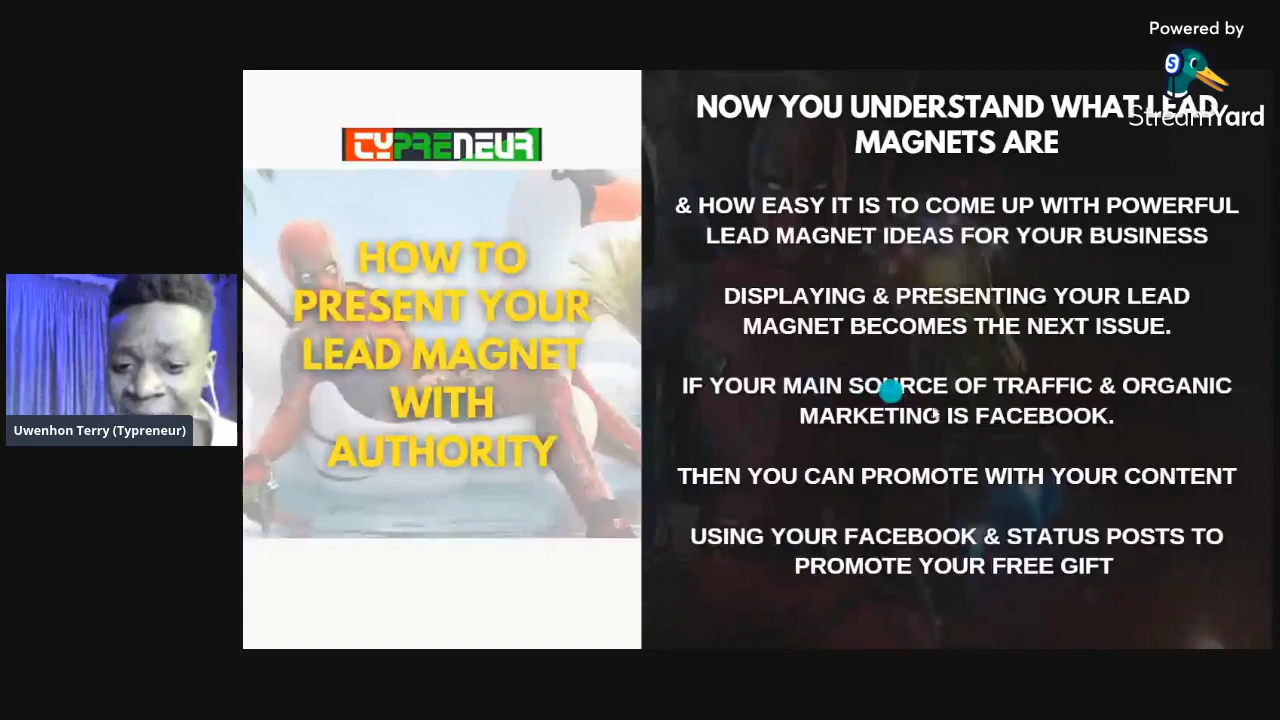 Powered by
StreamYard
TYPRENEUR
HOW TO
PRESENT YOUR
LEAD MAGNET
WITH
AUTHORITY
NOW YOU UNDERSTAND WHAT LEAD
MAGNETS ARE
& HOW EASY IT IS TO COME UP WITH POWERFUL
LEAD MAGNET IDEAS FOR YOUR BUSINESS
DISPLAYING & PRESENTING YOUR LEAD
MAGNET BECOMES THE NEXT ISSUE.
IF YOUR MAIN SOURCE OF TRAFFIC & ORGANIC
MARKETING IS FACEBOOK.
THEN YOU CAN PROMOTE WITH YOUR CONTENT
USING YOUR FACEBOOK & STATUS POSTS TO
PROMOTE YOUR FREE GIFT
Uwenhon Terry (Typreneur)